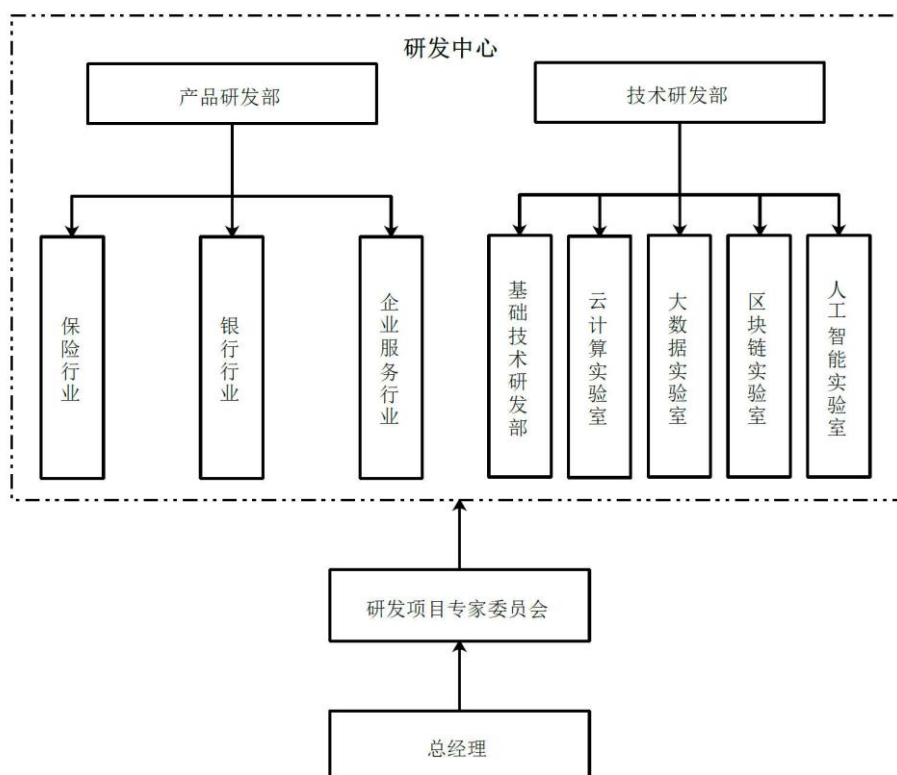 研发中心
产品研发部
技术研发部
保险行业
银行行业
企业服务行业
基础技术研发部
云计算实验室
大数据实验室
区块链实验室
人工智能实验室
研发项目专家委员会
总经理